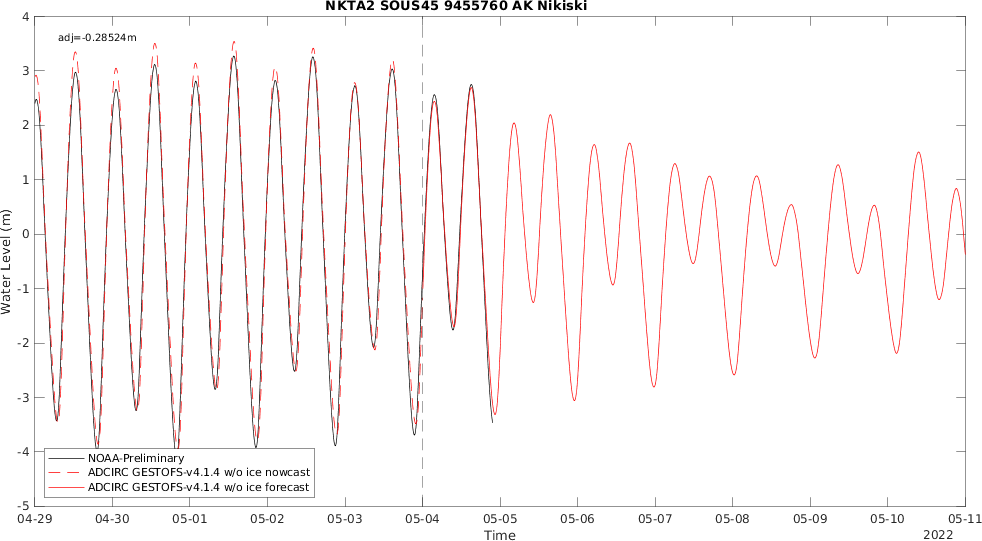 NKTA2 SOUS45 9455760 AK Nikiski
adj=-0.28524m
4
3
2
1
0
-1
-2
-3
-4
-5
Water Level (m)
NOAA-Preliminary
ADCIRC GESTOFS-v4.1.4 w/o ice nowcast
ADCIRC GESTOFS-v4.1.4 w/o ice forecast
04-29 04-30 05-01 05-02 05-03 05-04 05-05 05-06 05-07 05-08 05-09 05-10 05-11
Time
2022